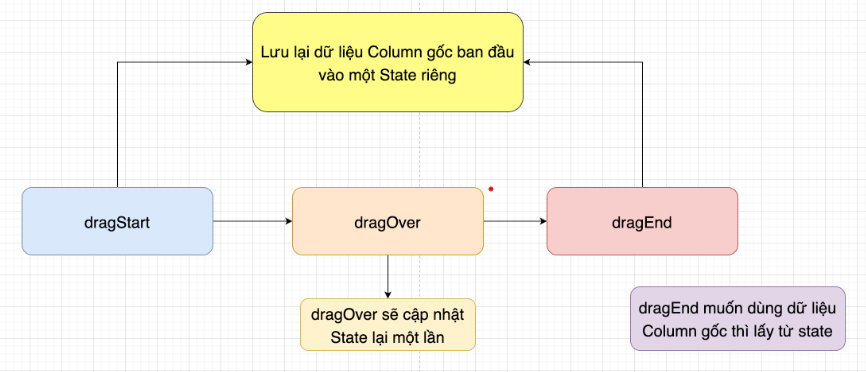 Lưu lại dữ liệu Column gốc ban đầu
vào một State riêng
dragStart
dragOver
dragEnd
dragOver sẽ cập nhật
State lại một lần
dragEnd muốn dùng dữ liệu
Column gốc thì lấy từ state